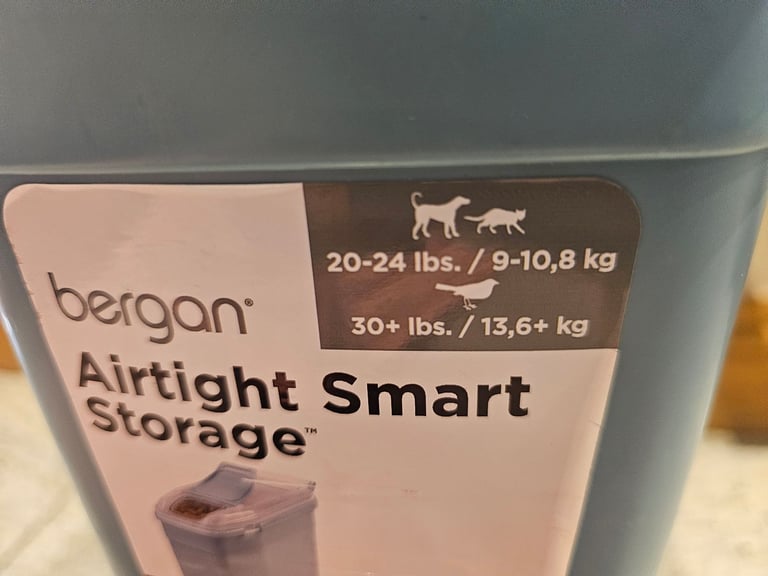 20-24 lbs. / 9-10,8 kg
30+ lbs. / 13,6+ kg
bergan®
Airtight Smart
Storage™